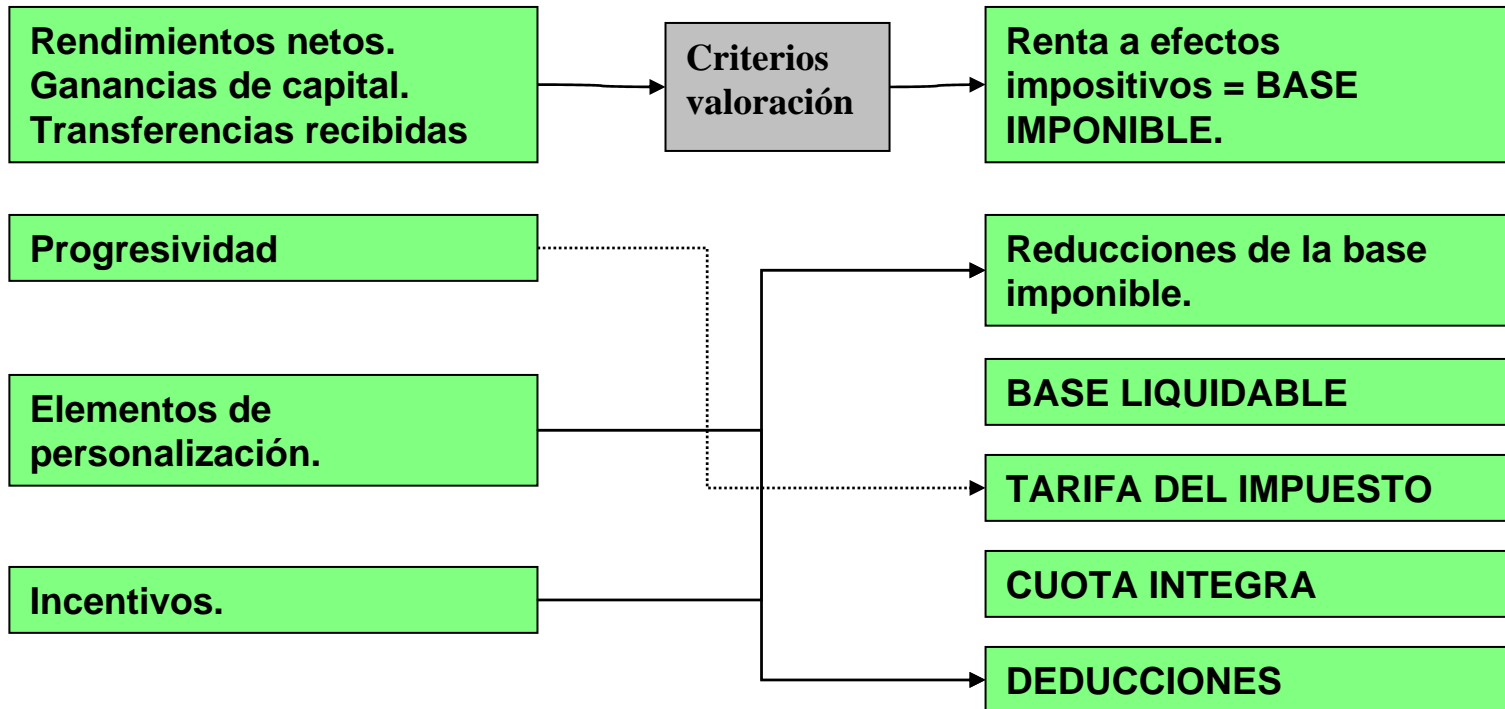 Rendimientos netos.
Ganancias de capital.
Transferencias recibidas
Criterios
valoración
Renta a efectos
impositivos = BASE
IMPONIBLE.
Progresividad
Reducciones de la base
imponible.
Elementos de
personalización.
BASE LIQUIDABLE
TARIFA DEL IMPUESTO
Incentivos.
CUOTA INTEGRA
DEDUCCIONES